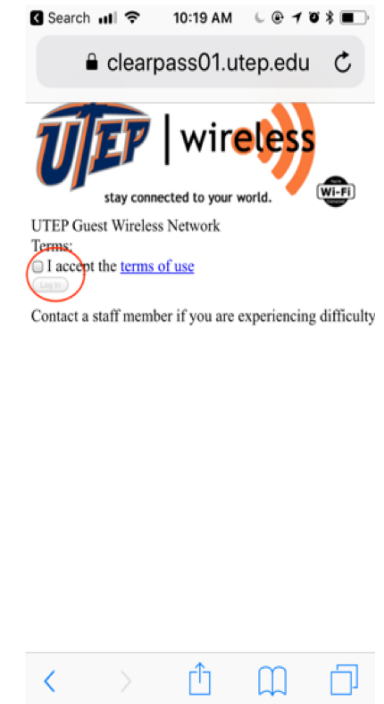 Search 10:19 AM
clearpass01.utep.edu
UTEP wireless
stay connected to your world.
Wi-Fi
UTEP Guest Wireless Network
Terms:
I accept the terms of use
Log In
Contact a staff member if you are experiencing difficulty